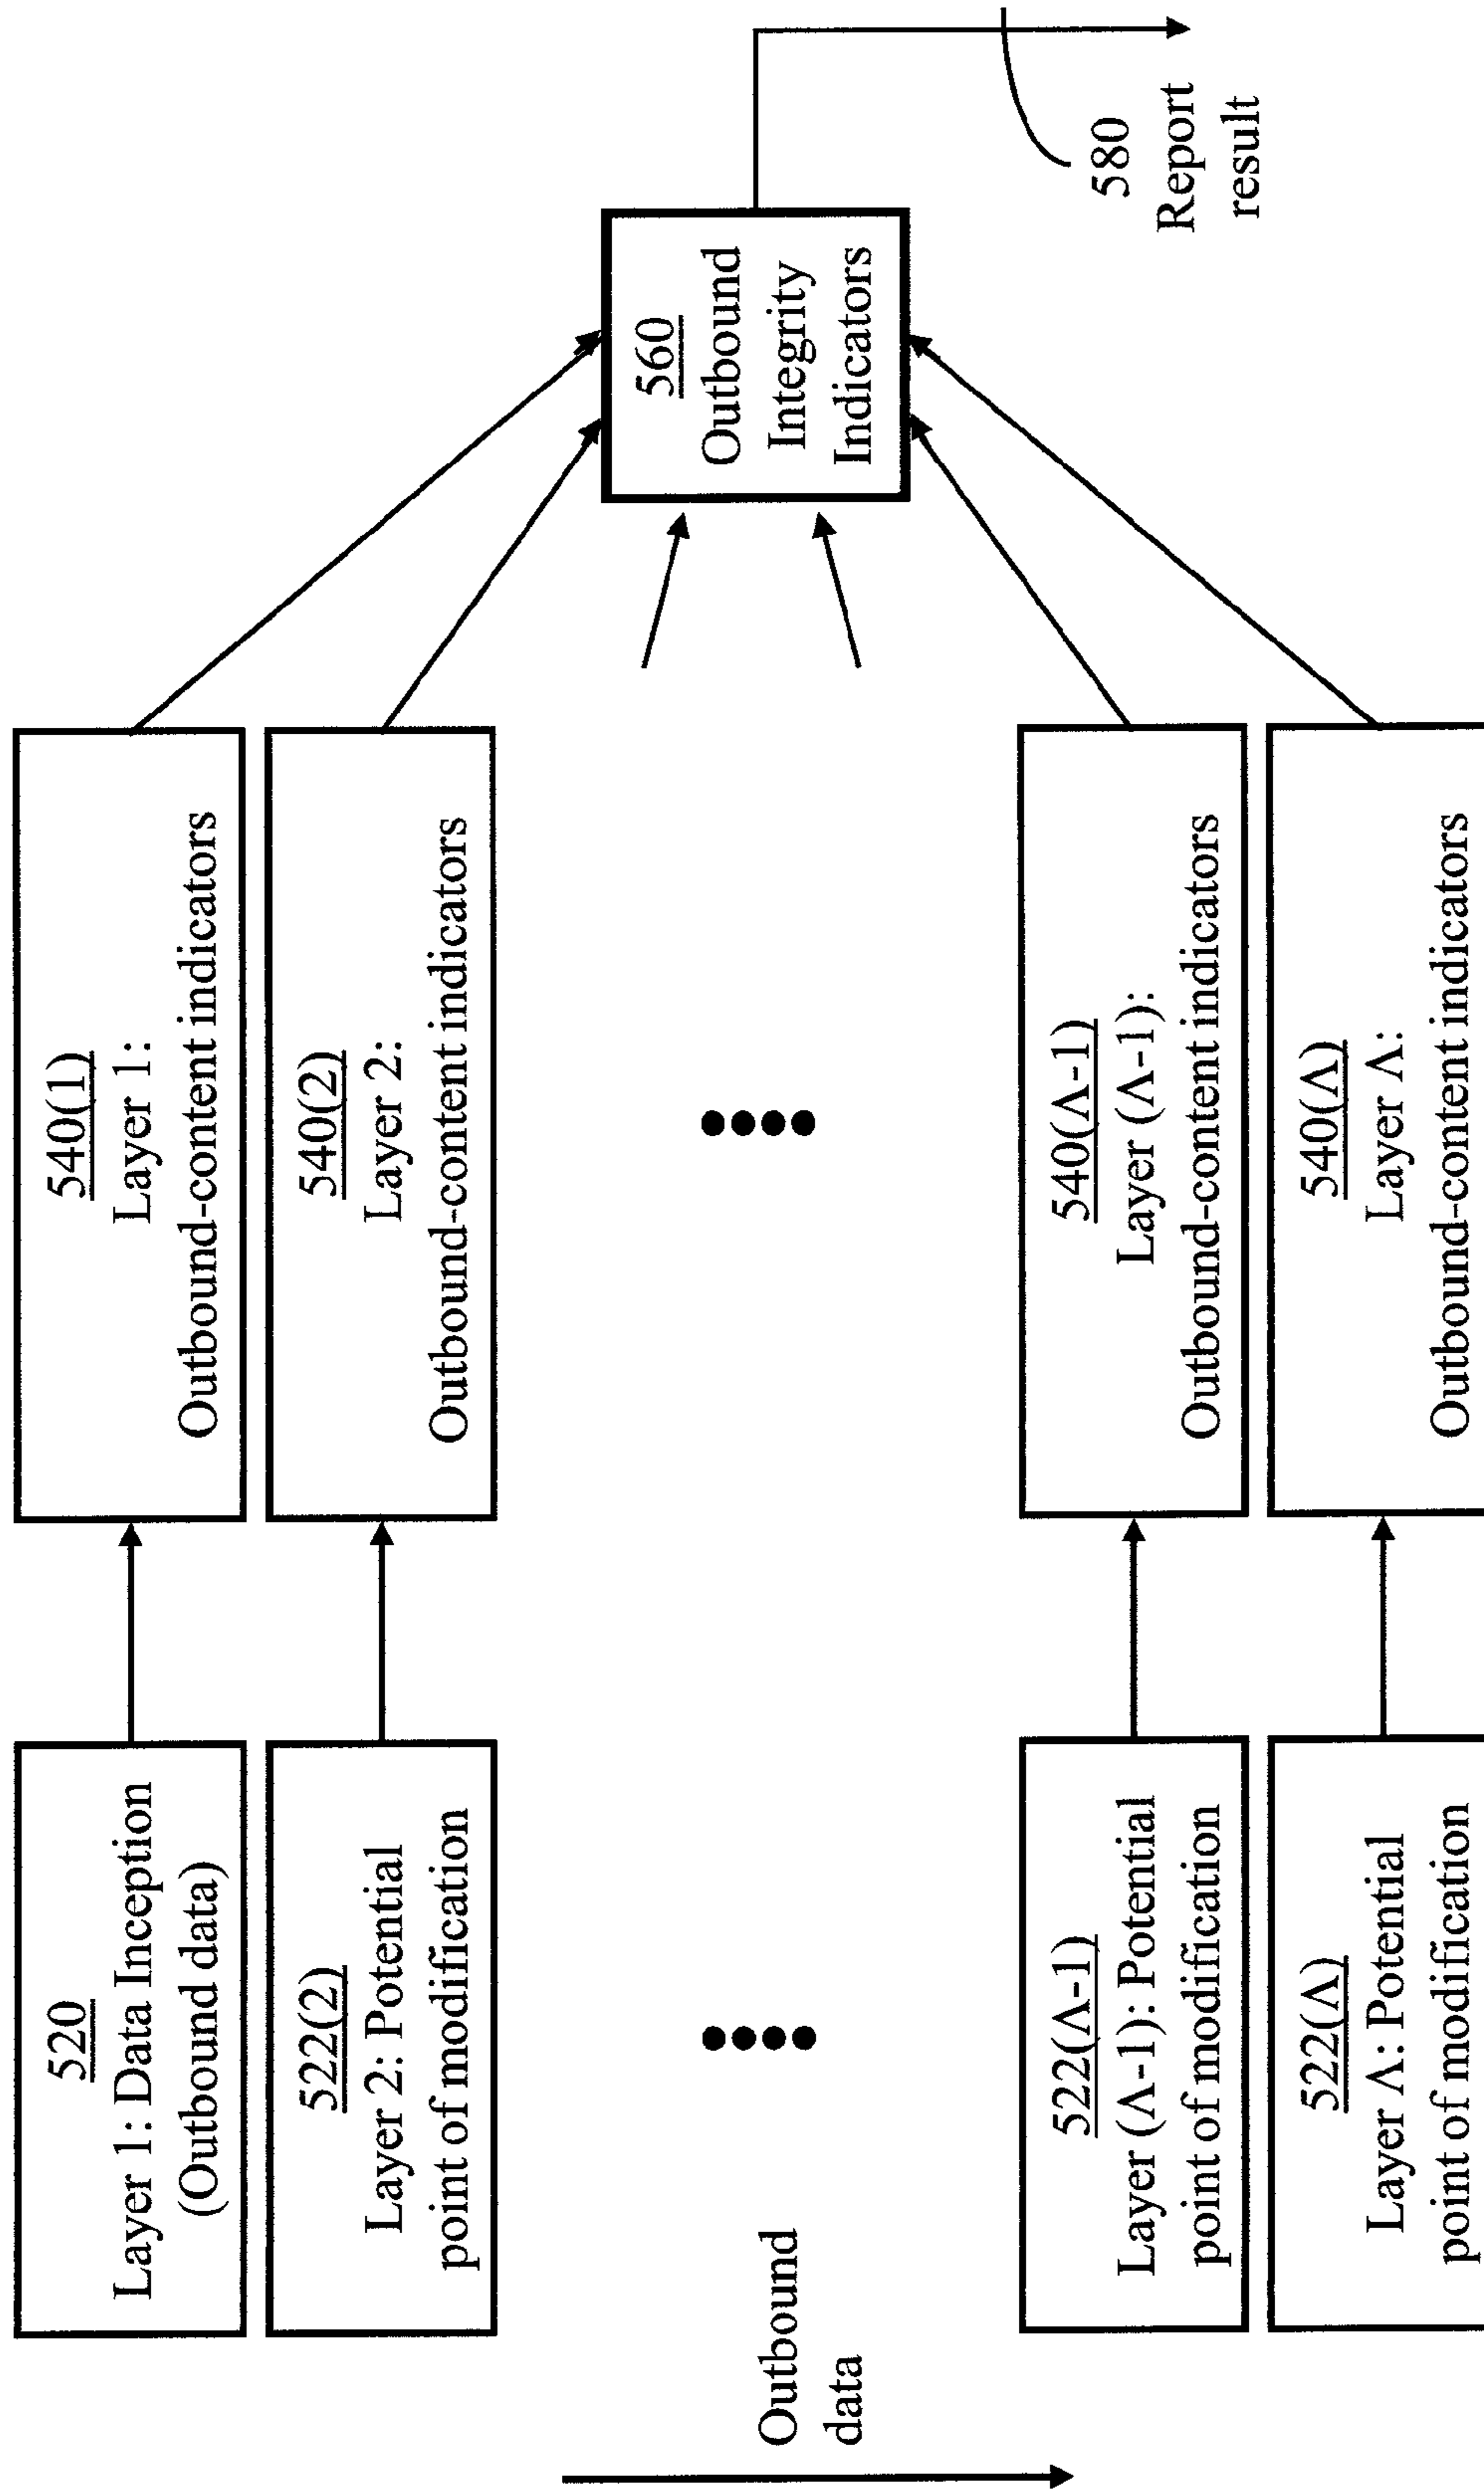 520
Layer 1: Data Inception
(Outbound data)
540(1)
Layer 1:
Outbound-content indicators
522(2)
Layer 2: Potential
point of modification
540(2)
Layer 2:
Outbound-content indicators
560
Outbound
Integrity
Indicators
580
Report
result
Outbound
data
522(Λ-1)
Layer (Λ-1): Potential
point of modification
540(Λ-1)
Layer (Λ-1):
Outbound-content indicators
522(Λ)
Layer Λ: Potential
point of modification
540(Λ)
Layer Λ:
Outbound-content indicators